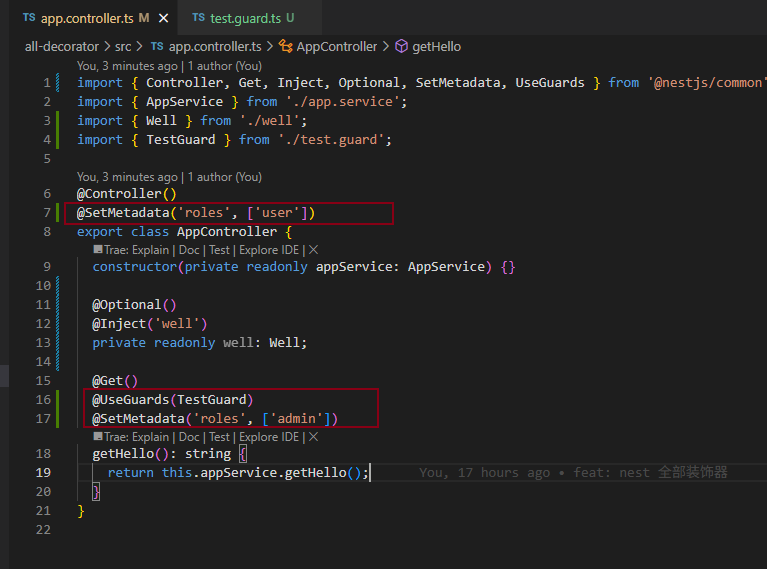 TS app.controller.ts M ✕ TS test.guard.ts U
all-decorator > src > TS app.controller.ts > AppController > getHello
You, 3 minutes ago | 1 author (You)
1 import { Controller, Get, Inject, Optional, SetMetadata, UseGuards } from '@nestjs/common'
2 import { AppService } from './app.service';
3 import { Well } from './well';
4 import { TestGuard } from './test.guard';
5
You, 3 minutes ago | 1 author (You)
6 @Controller()
7 @SetMetadata('roles', ['user'])
8 export class AppController {
Trae: Explain | Doc | Test | Explore IDE | ✕
9 constructor(private readonly appService: AppService) {}
10
11 @Optional()
12 @Inject('well')
13 private readonly well: Well;
14
15 @Get()
16 @UseGuards(TestGuard)
17 @SetMetadata('roles', ['admin'])
Trae: Explain | Doc | Test | Explore IDE | ✕
18 getHello(): string {
19 return this.appService.getHello(); You, 17 hours ago • feat: nest 全部装饰器
20 }
21 }
22